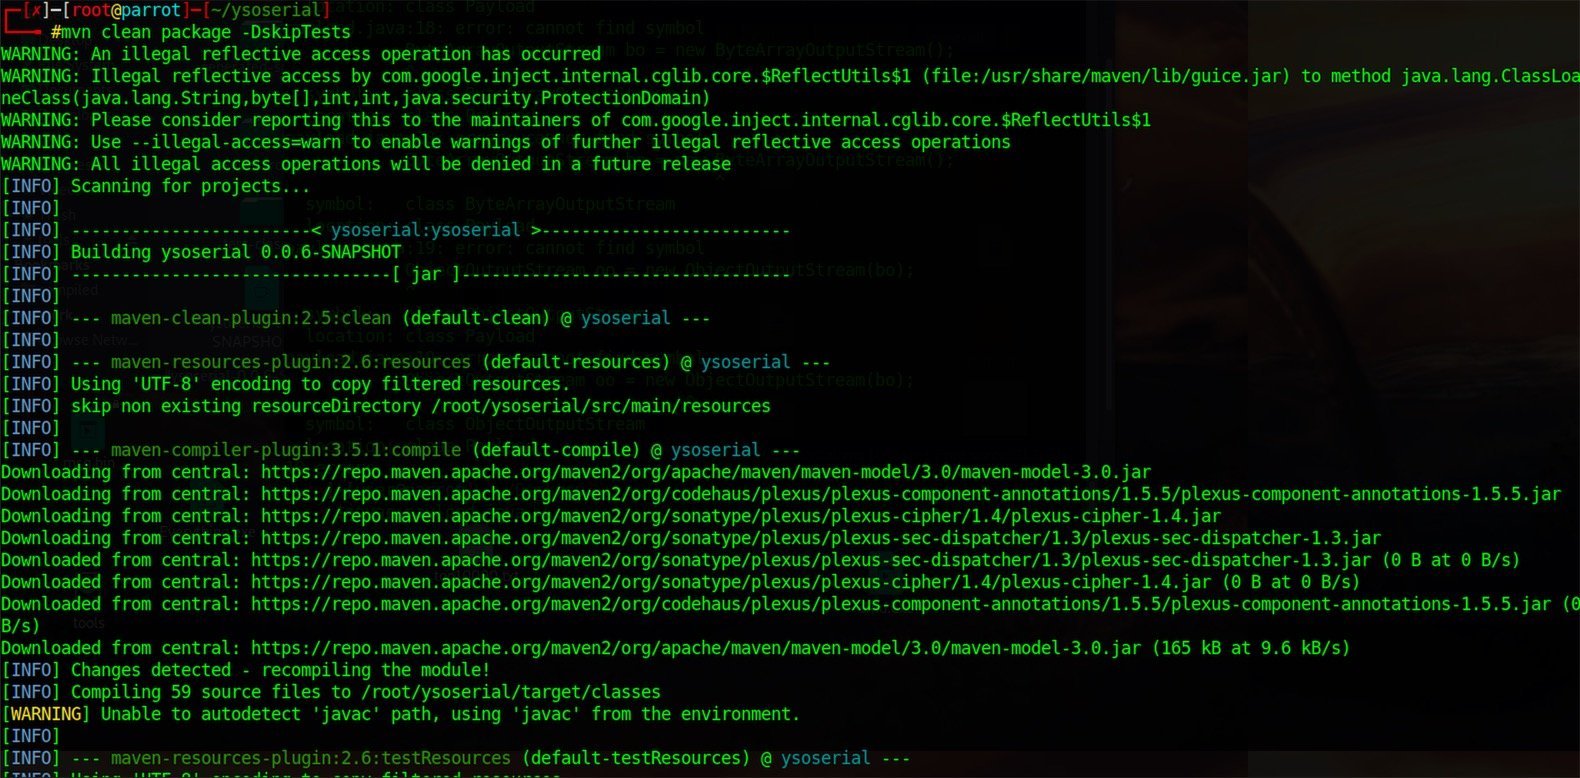 ┌─[✗]─[root@parrot]─[~/ysoserial]
└──╼ #mvn clean package -DskipTests
WARNING: An illegal reflective access operation has occurred
WARNING: Illegal reflective access by com.google.inject.internal.cglib.core.$ReflectUtils$1 (file:/usr/share/maven/lib/guice.jar) to method java.lang.ClassLoa
neClass(java.lang.String,byte[],int,int,java.security.ProtectionDomain)
WARNING: Please consider reporting this to the maintainers of com.google.inject.internal.cglib.core.$ReflectUtils$1
WARNING: Use --illegal-access=warn to enable warnings of further illegal reflective access operations
WARNING: All illegal access operations will be denied in a future release
[INFO] Scanning for projects...
[INFO]
[INFO] ------------------------< ysoserial:ysoserial >-------------------------
[INFO] Building ysoserial 0.0.6-SNAPSHOT
[INFO] --------------------------------[ jar ]---------------------------------
[INFO]
[INFO] --- maven-clean-plugin:2.5:clean (default-clean) @ ysoserial ---
[INFO]
[INFO] --- maven-resources-plugin:2.6:resources (default-resources) @ ysoserial ---
[INFO] Using 'UTF-8' encoding to copy filtered resources.
[INFO] skip non existing resourceDirectory /root/ysoserial/src/main/resources
[INFO]
[INFO] --- maven-compiler-plugin:3.5.1:compile (default-compile) @ ysoserial ---
Downloading from central: https://repo.maven.apache.org/maven2/org/apache/maven/maven-model/3.0/maven-model-3.0.jar
Downloading from central: https://repo.maven.apache.org/maven2/org/codehaus/plexus/plexus-component-annotations/1.5.5/plexus-component-annotations-1.5.5.jar
Downloading from central: https://repo.maven.apache.org/maven2/org/sonatype/plexus/plexus-cipher/1.4/plexus-cipher-1.4.jar
Downloading from central: https://repo.maven.apache.org/maven2/org/sonatype/plexus/plexus-sec-dispatcher/1.3/plexus-sec-dispatcher-1.3.jar
Downloaded from central: https://repo.maven.apache.org/maven2/org/sonatype/plexus/plexus-sec-dispatcher/1.3/plexus-sec-dispatcher-1.3.jar (0 B at 0 B/s)
Downloaded from central: https://repo.maven.apache.org/maven2/org/sonatype/plexus/plexus-cipher/1.4/plexus-cipher-1.4.jar (0 B at 0 B/s)
Downloaded from central: https://repo.maven.apache.org/maven2/org/codehaus/plexus/plexus-component-annotations/1.5.5/plexus-component-annotations-1.5.5.jar (0
B/s)
Downloaded from central: https://repo.maven.apache.org/maven2/org/apache/maven/maven-model/3.0/maven-model-3.0.jar (165 kB at 9.6 kB/s)
[INFO] Changes detected - recompiling the module!
[INFO] Compiling 59 source files to /root/ysoserial/target/classes
[WARNING] Unable to autodetect 'javac' path, using 'javac' from the environment.
[INFO]
[INFO] --- maven-resources-plugin:2.6:testResources (default-testResources) @ ysoserial ---
[INFO] Using 'UTF-8' encoding to copy filtered resources.